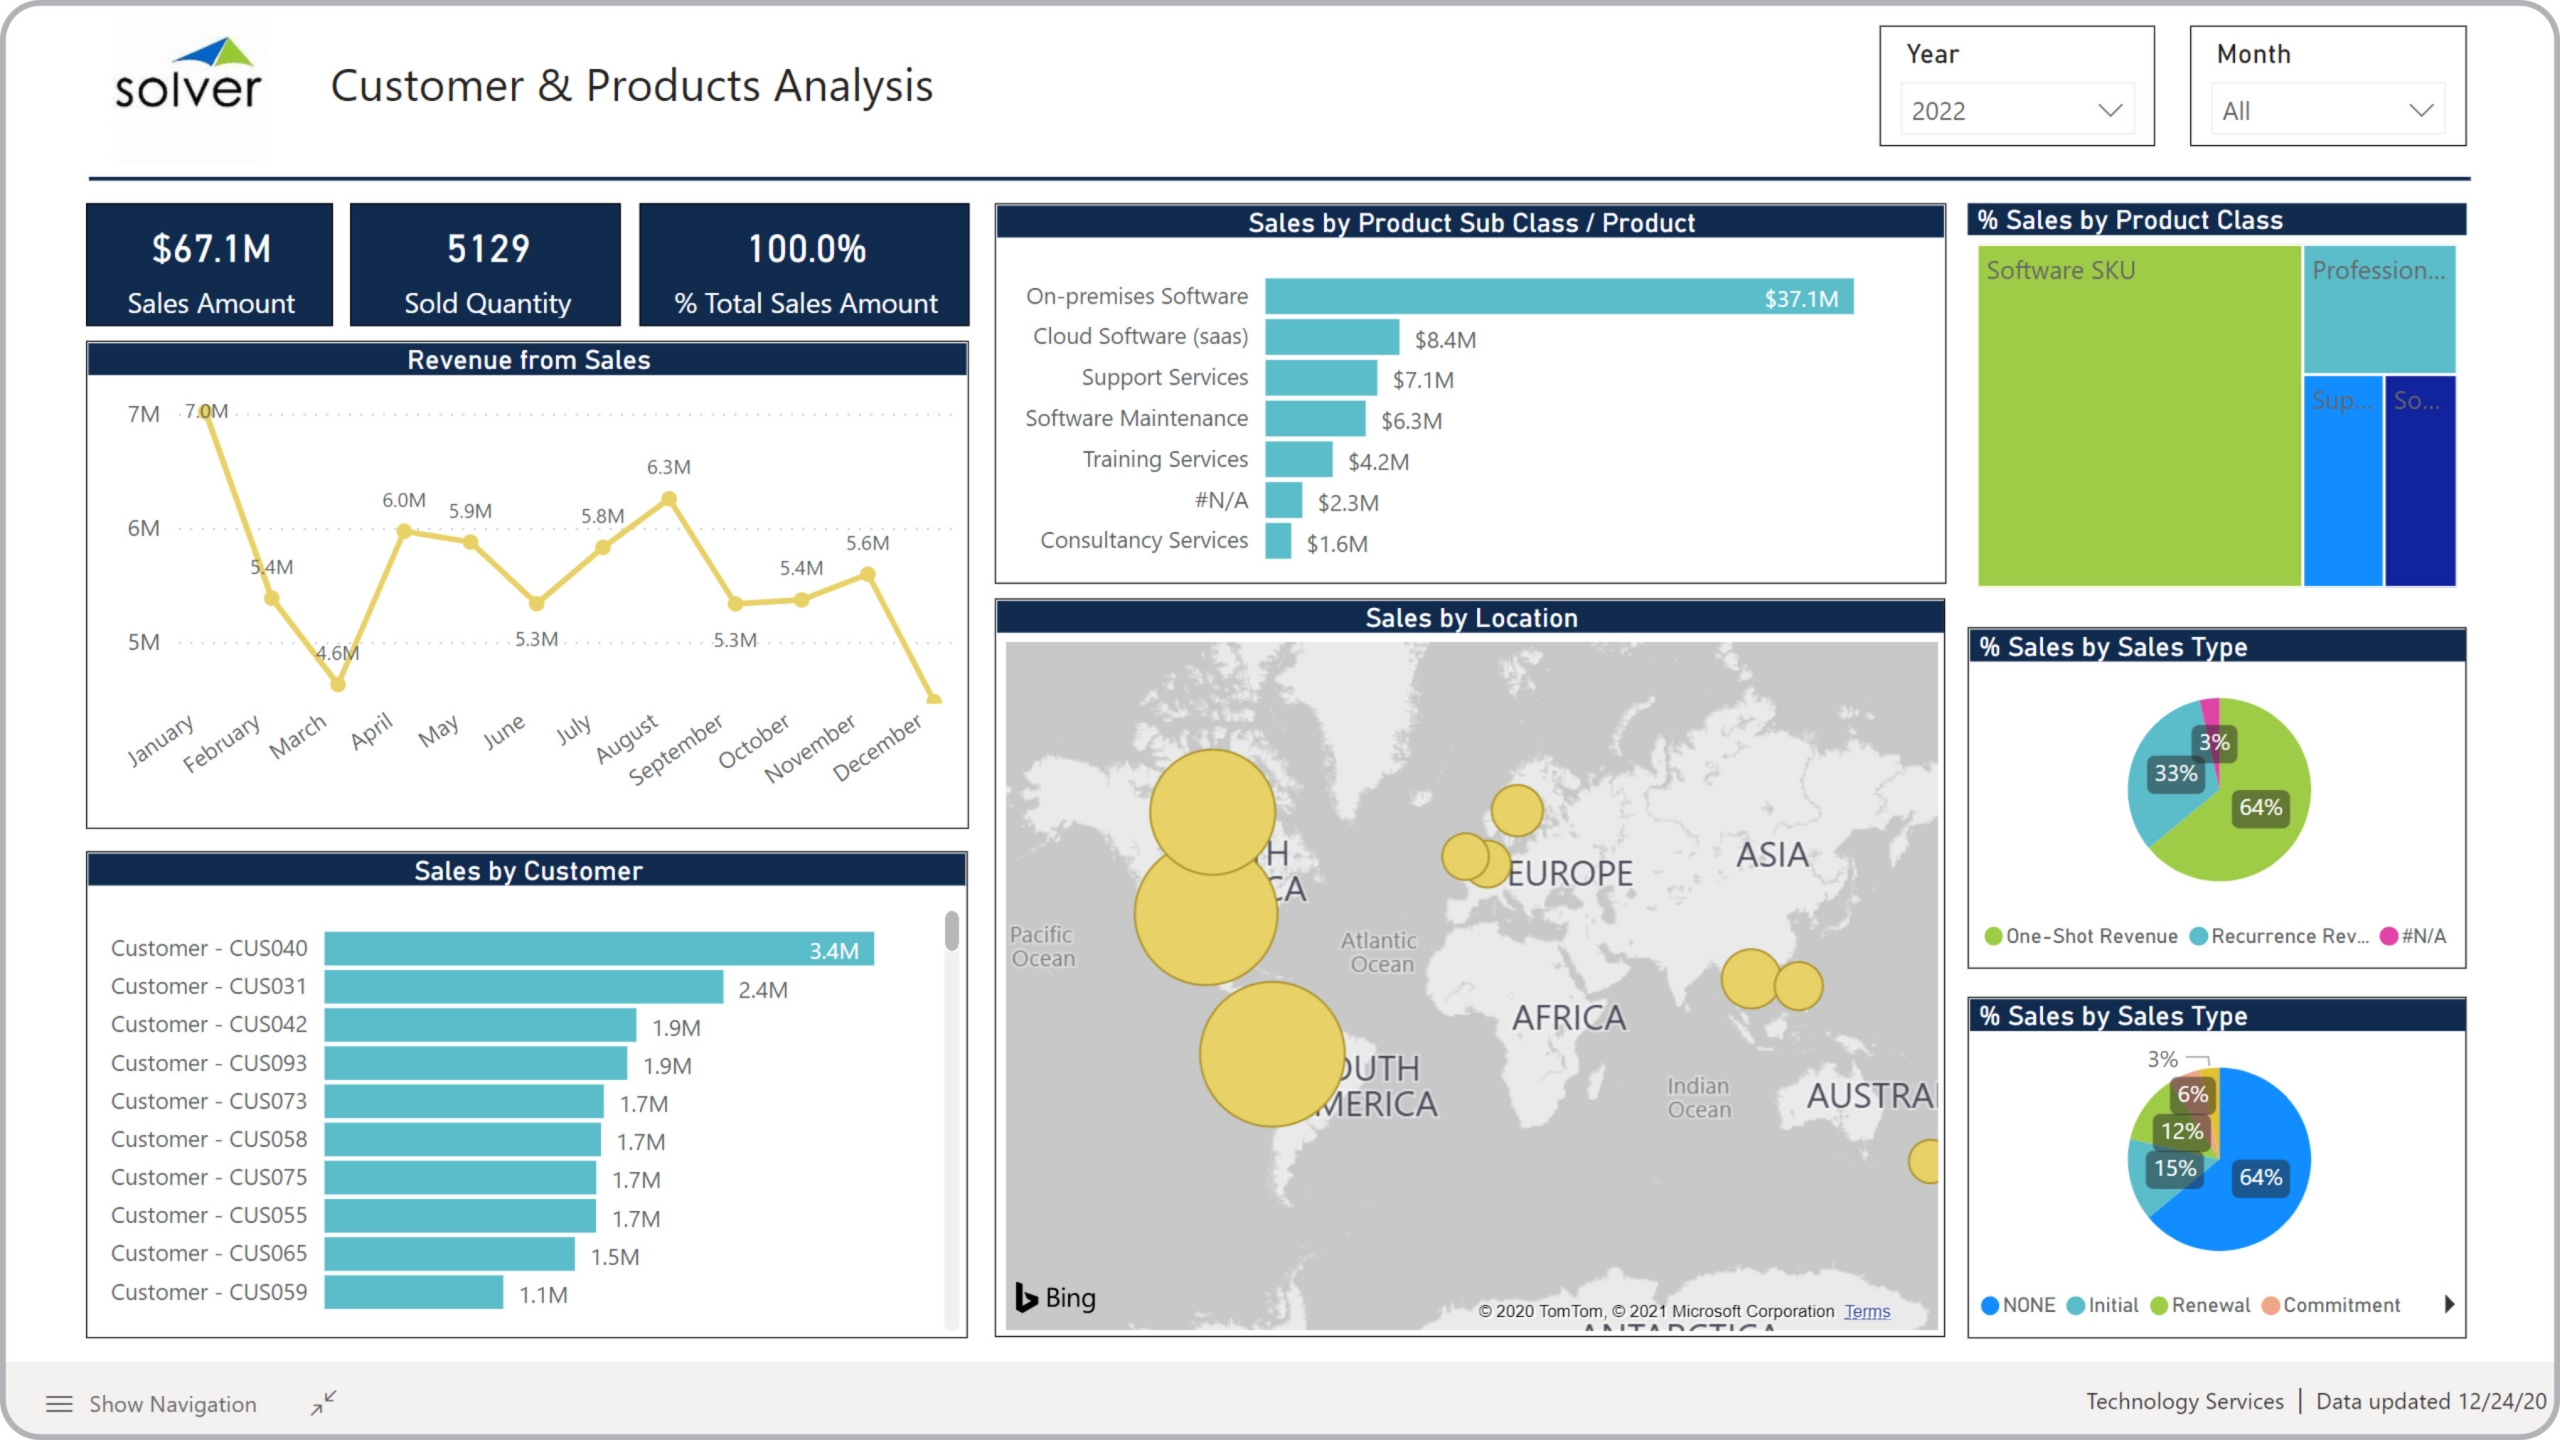 solver
Customer & Products Analysis
Year
2022
Month
All
$67.1M
Sales Amount
5129
Sold Quantity
100.0%
% Total Sales Amount
Revenue from Sales
7M
6M
5M
7.0M
5.4M
4.6M
6.0M
5.9M
5.3M
5.8M
6.3M
5.3M
5.4M
5.6M
January
February
March
April
May
June
July
August
September
October
November
December
Sales by Customer
Customer - CUS040 3.4M
Customer - CUS031 2.4M
Customer - CUS042 1.9M
Customer - CUS093 1.9M
Customer - CUS073 1.7M
Customer - CUS058 1.7M
Customer - CUS075 1.7M
Customer - CUS055 1.7M
Customer - CUS065 1.5M
Customer - CUS059 1.1M
Sales by Product Sub Class / Product
On-premises Software $37.1M
Cloud Software (saas) $8.4M
Support Services $7.1M
Software Maintenance $6.3M
Training Services $4.2M
#N/A $2.3M
Consultancy Services $1.6M
Sales by Location
H
CA
EUROPE
ASIA
Pacific
Ocean
Atlantic
Ocean
AFRICA
OUTH
MERICA
Indian
Ocean
AUSTRA
Bing
© 2020 TomTom, © 2021 Microsoft Corporation Terms
ANTARCTICA
% Sales by Product Class
Software SKU
Profession...
Sup...
So...
% Sales by Sales Type
3%
33%
64%
One-Shot Revenue Recurrence Rev... #N/A
% Sales by Sales Type
3%
6%
12%
15%
64%
NONE Initial Renewal Commitment
Show Navigation
Technology Services | Data updated 12/24/20